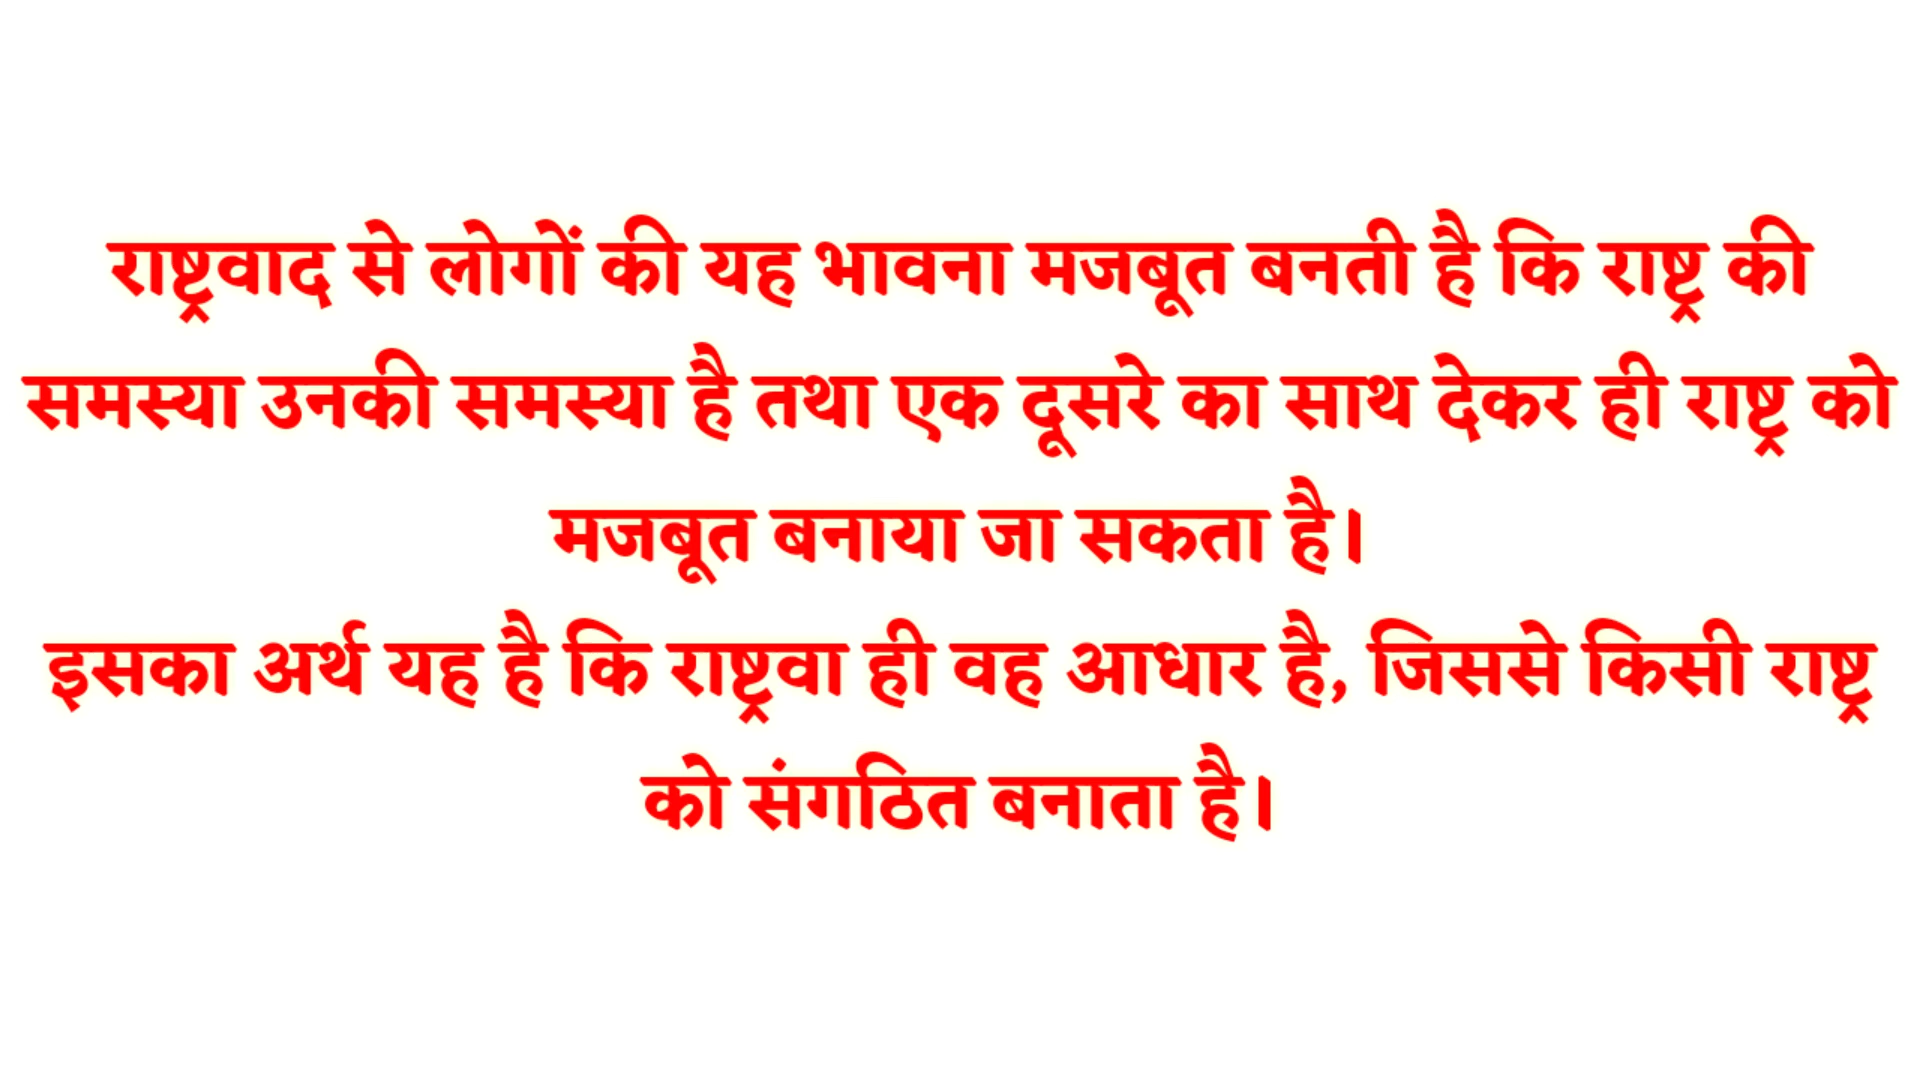 राष्ट्रवाद से लोगों की यह भावना मजबूत बनती है कि राष्ट्र की
समस्या उनकी समस्या है तथा एक दूसरे का साथ देकर ही राष्ट्र को
मजबूत बनाया जा सकता है।
इसका अर्थ यह है कि राष्ट्रवा ही वह आधार है, जिससे किसी राष्ट्र
को संगठित बनाता है।